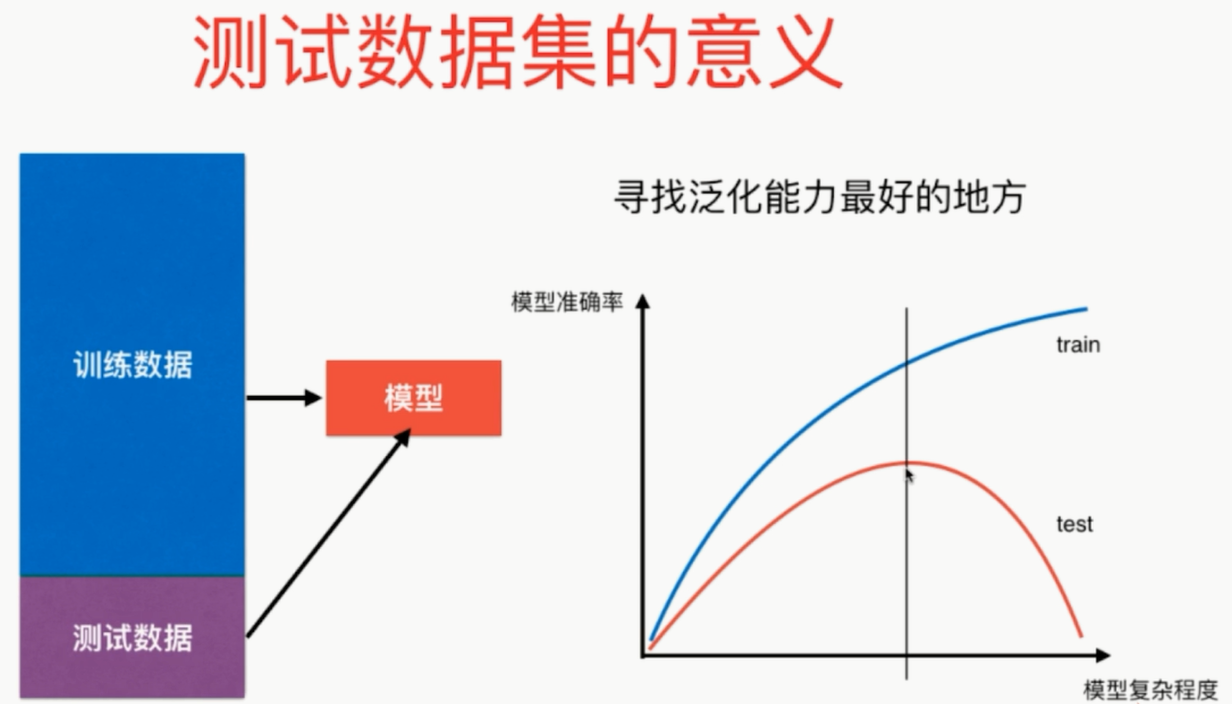 测试数据集的意义
寻找泛化能力最好的地方
训练数据
测试数据
模型
模型准确率
train
test
模型复杂程度